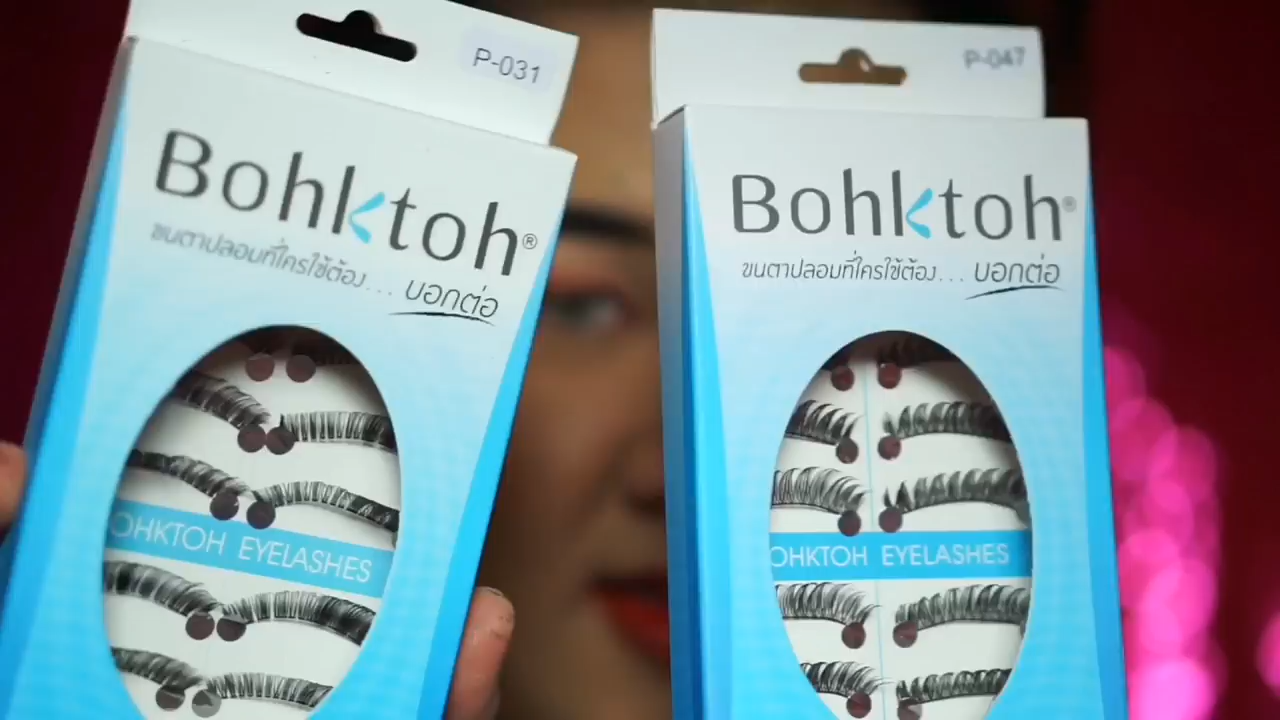 P-031
Bohktoh®
ขนตาปลอมที่ใครใช้ต้อง... บอกต่อ
OHKTOH EYELASHES
P-047
Bohktoh®
ขนตาปลอมที่ใครใช้ต้อง... บอกต่อ
OHKTOH EYELASHES